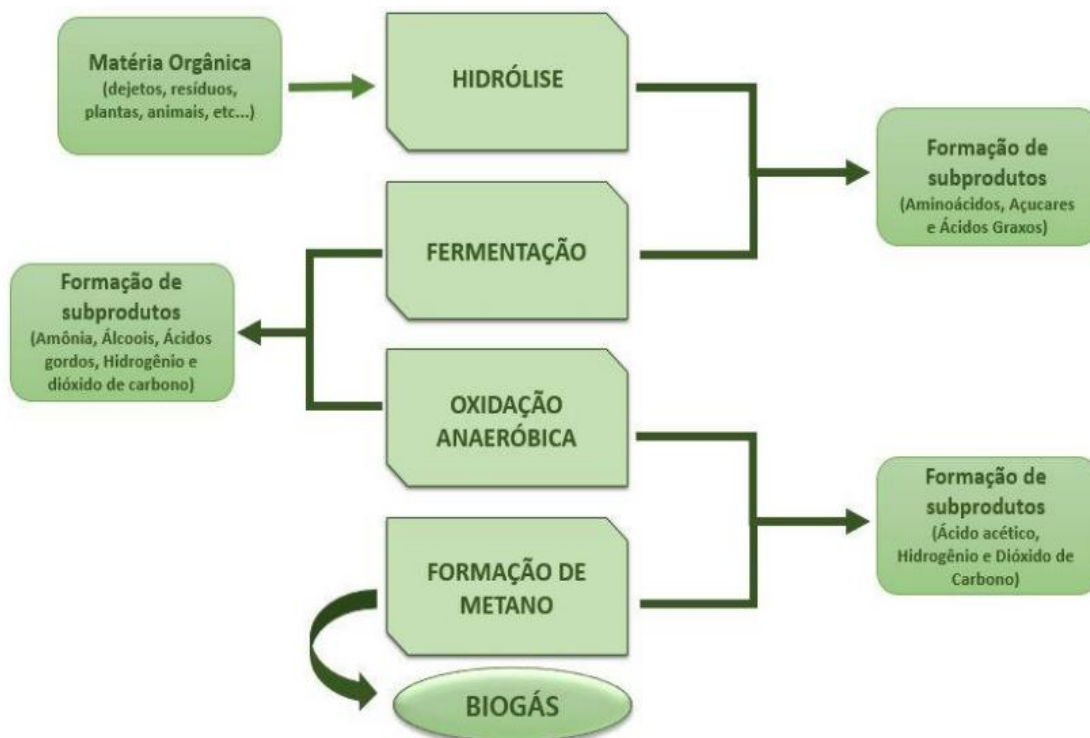 Matéria Orgânica
(dejetos, resíduos,
plantas, animais, etc...)
HIDRÓLISE
Formação de
subprodutos
(Aminoácidos, Açucares
e Ácidos Graxos)
FERMENTAÇÃO
Formação de
subprodutos
(Amônia, Álcoois, Ácidos
gordos, Hidrogênio e
dióxido de carbono)
OXIDAÇÃO
ANAERÓBICA
Formação de
subprodutos
(Ácido acético,
Hidrogênio e Dióxido de
Carbono)
FORMAÇÃO DE
METANO
BIOGÁS